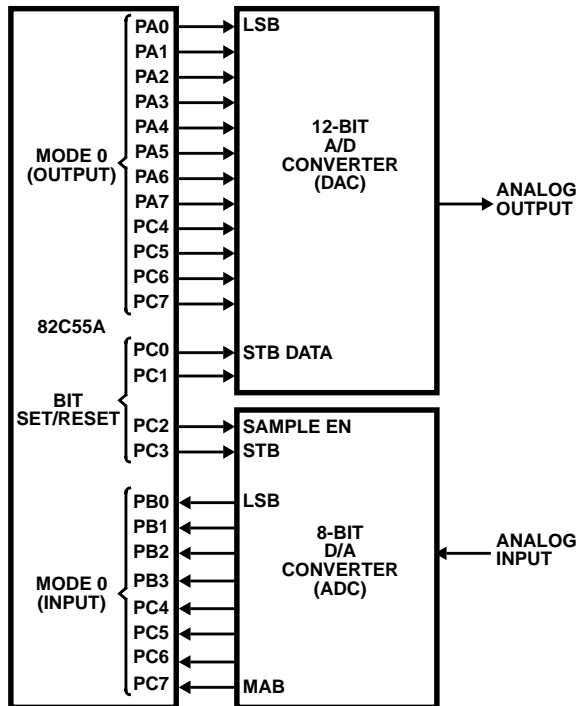 PA0
PA1
PA2
PA3
PA4
PA5
PA6
PA7
PC4
PC5
PC6
PC7
MODE 0
(OUTPUT)
LSB
12-BIT
A/D
CONVERTER
(DAC)
ANALOG
OUTPUT
82C55A
PC0
PC1
STB DATA
BIT
SET/RESET
PC2
PC3
SAMPLE EN
STB
PB0
PB1
PB2
PB3
PC4
PC5
PC6
PC7
MODE 0
(INPUT)
LSB
8-BIT
D/A
CONVERTER
(ADC)
MAB
ANALOG
INPUT